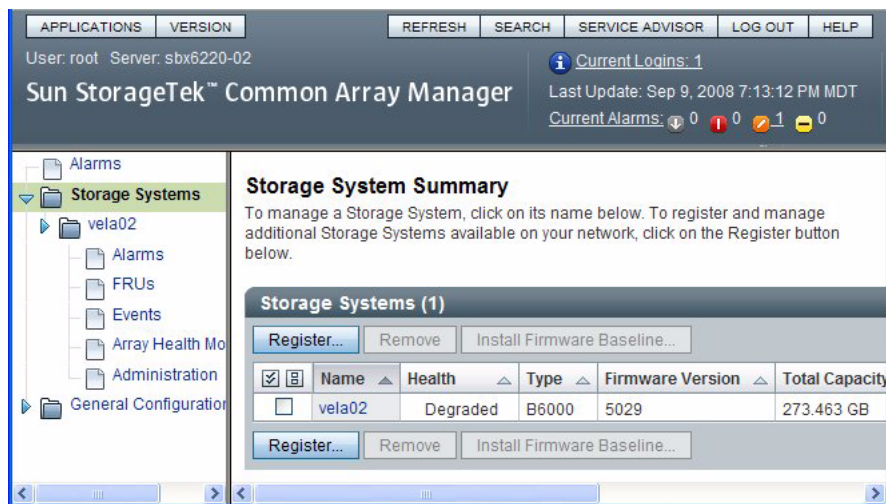 APPLICATIONS VERSION REFRESH SEARCH SERVICE ADVISOR LOG OUT HELP
User: root Server: sbx6220-02
Current Logins: 1
Sun StorageTek™ Common Array Manager
Last Update: Sep 9, 2008 7:13:12 PM MDT
Current Alarms: 0 0 1 0
Alarms
Storage Systems
vela02
Alarms
FRUs
Events
Array Health Mo
Administration
General Configuration
Storage System Summary
To manage a Storage System, click on its name below. To register and manage
additional Storage Systems available on your network, click on the Register button
below.
Storage Systems (1)
Register... Remove Install Firmware Baseline...
Name Health Type Firmware Version Total Capacity
vela02 Degraded B6000 5029 273.463 GB
Register... Remove Install Firmware Baseline...